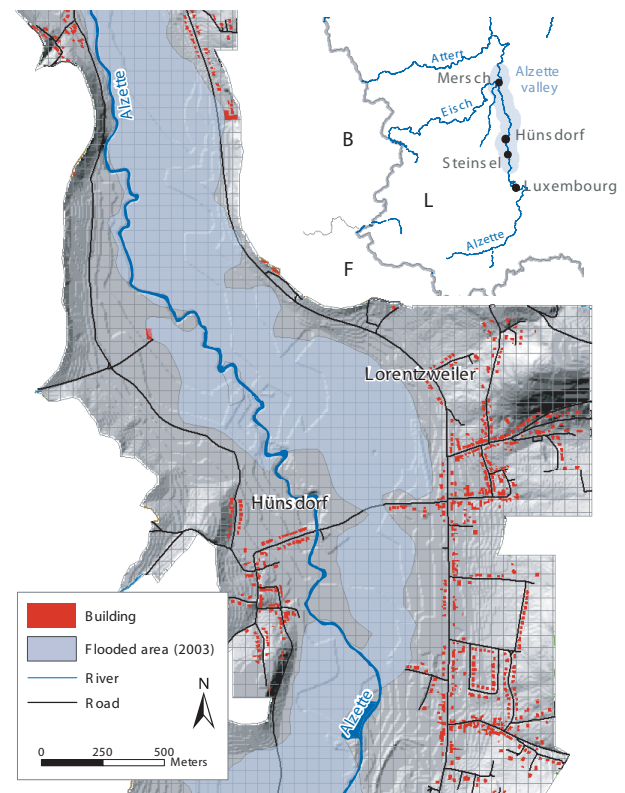 Alzette
Attert
Mersch
Alzette
valley
Eisch
B
Hünsdorf
Steinsel
L
Luxembourg
Alzette
F
Lorentzweiler
Hünsdorf
Alzette
Building
Flooded area (2003)
River
Road
N
0 250 500
Meters